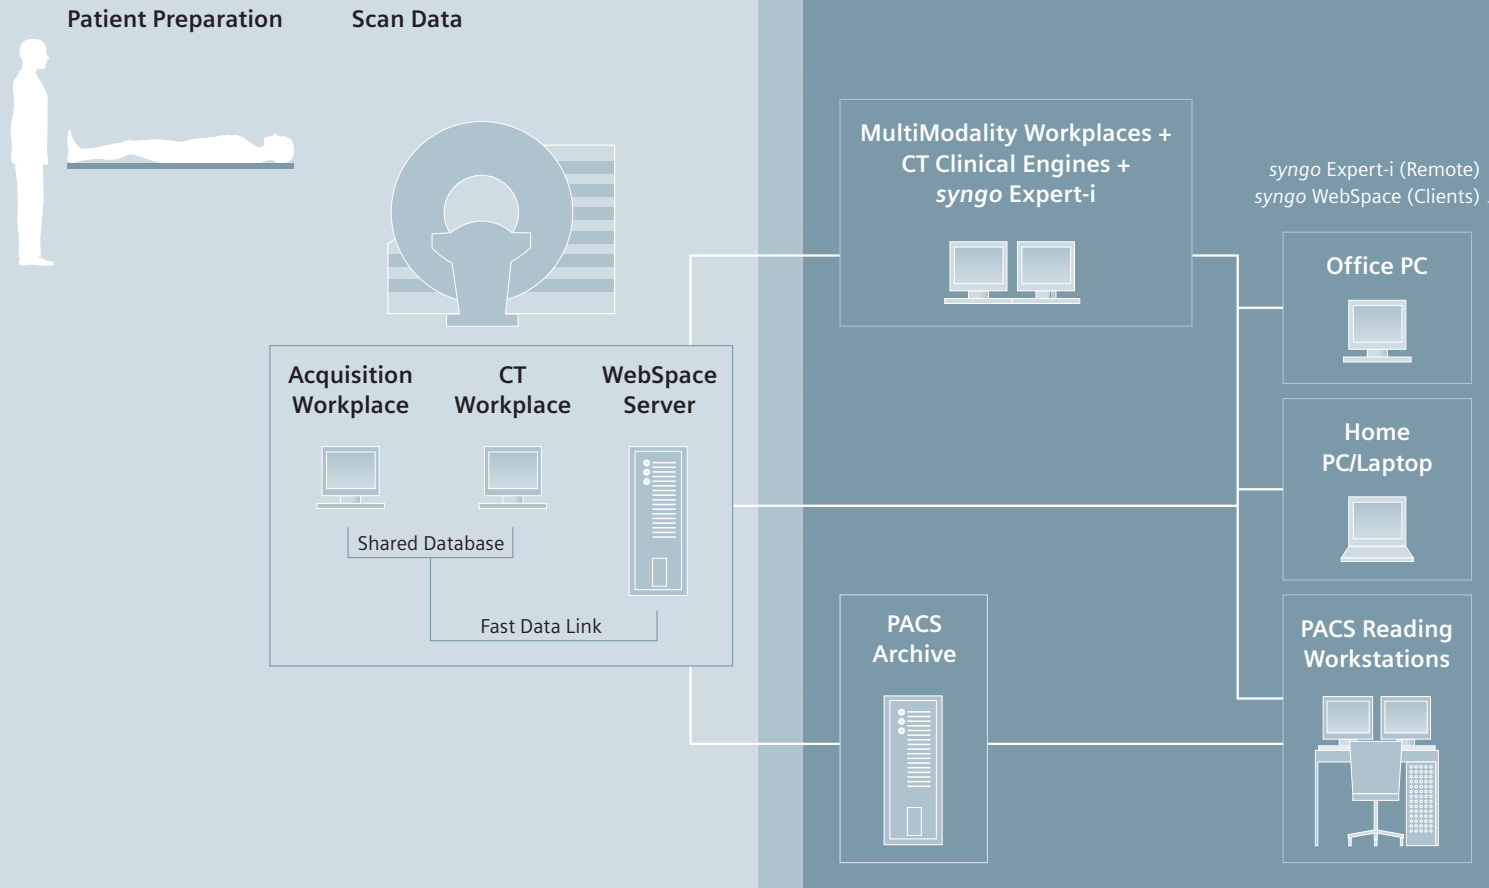 Patient Preparation
Scan Data
MultiModality Workplaces +
CT Clinical Engines +
syngo Expert-i
syngo Expert-i (Remote)
syngo WebSpace (Clients)
Office PC
Acquisition
Workplace
CT
Workplace
WebSpace
Server
Home
PC/Laptop
Shared Database
Fast Data Link
PACS
Archive
PACS Reading
Workstations